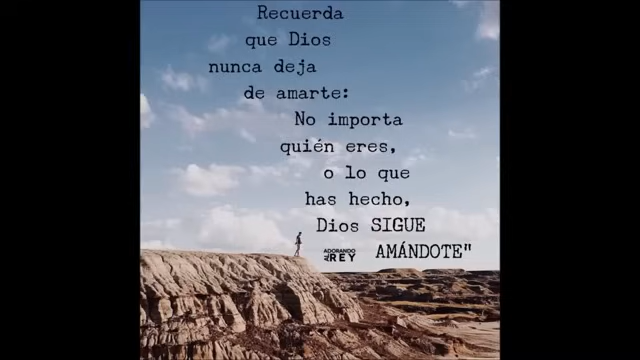 Recuerda
que Dios
nunca deja
de amarte:
No importa
quién eres,
o lo que
has hecho,
Dios SIGUE
AMÁNDOTE"
ADORANDO
AL REY